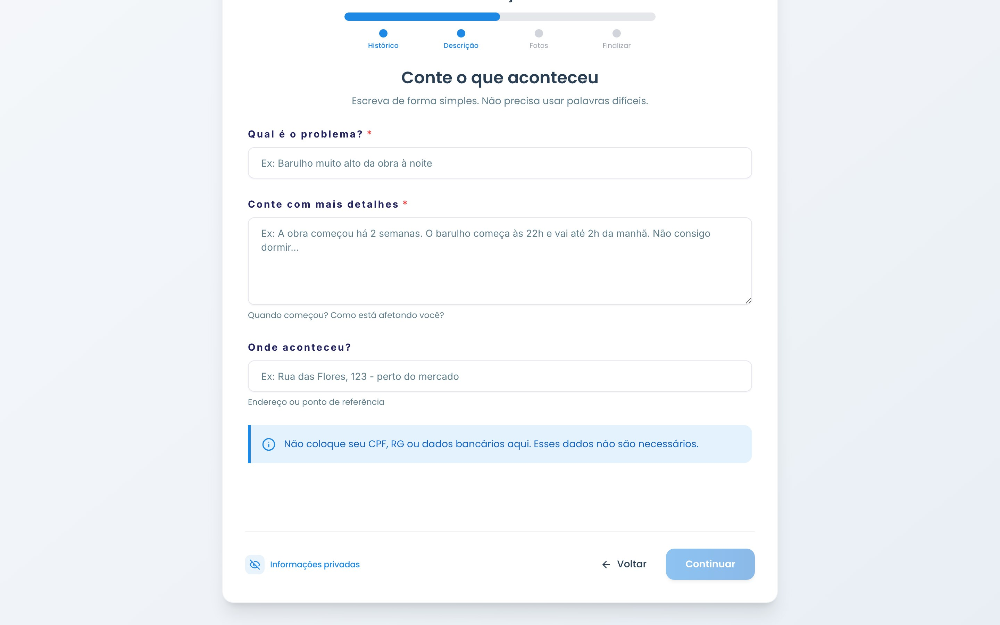 Histórico
Descrição
Fotos
Finalizar
Conte o que aconteceu
Escreva de forma simples. Não precisa usar palavras difíceis.
Qual é o problema? *
Ex: Barulho muito alto da obra à noite
Conte com mais detalhes *
Ex: A obra começou há 2 semanas. O barulho começa às 22h e vai até 2h da manhã. Não consigo
dormir...
Quando começou? Como está afetando você?
Onde aconteceu?
Ex: Rua das Flores, 123 - perto do mercado
Endereço ou ponto de referência
Não coloque seu CPF, RG ou dados bancários aqui. Esses dados não são necessários.
Informações privadas
Voltar
Continuar